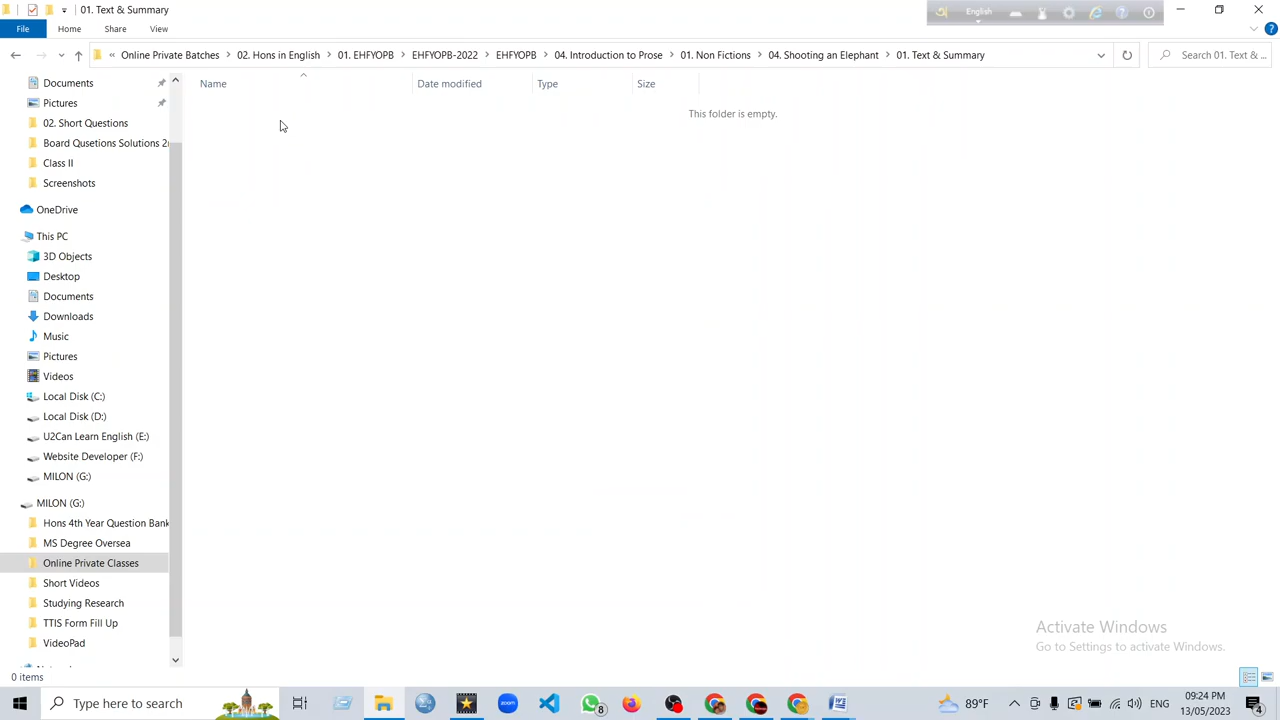 01. Text & Summary
English
File Home Share View
« Online Private Batches > 02. Hons in English > 01. EHFYOPB > EHFYOPB-2022 > EHFYOPB > 04. Introduction to Prose > 01. Non Fictions > 04. Shooting an Elephant > 01. Text & Summary
Search 01. Text & ...
Name Date modified Type Size
This folder is empty.
Documents
Pictures
02. Short Questions
Board Qusetions Solutions 2
Class II
Screenshots
OneDrive
This PC
3D Objects
Desktop
Documents
Downloads
Music
Pictures
Videos
Local Disk (C:)
Local Disk (D:)
U2Can Learn English (E:)
Website Developer (F:)
MILON (G:)
MILON (G:)
Hons 4th Year Question Bank
MS Degree Oversea
Online Private Classes
Short Videos
Studying Research
TTIS Form Fill Up
VideoPad
Activate Windows
Go to Settings to activate Windows.
0 items
Type here to search
zoom
8
89°F
ENG
09:24 PM
13/05/2023
4